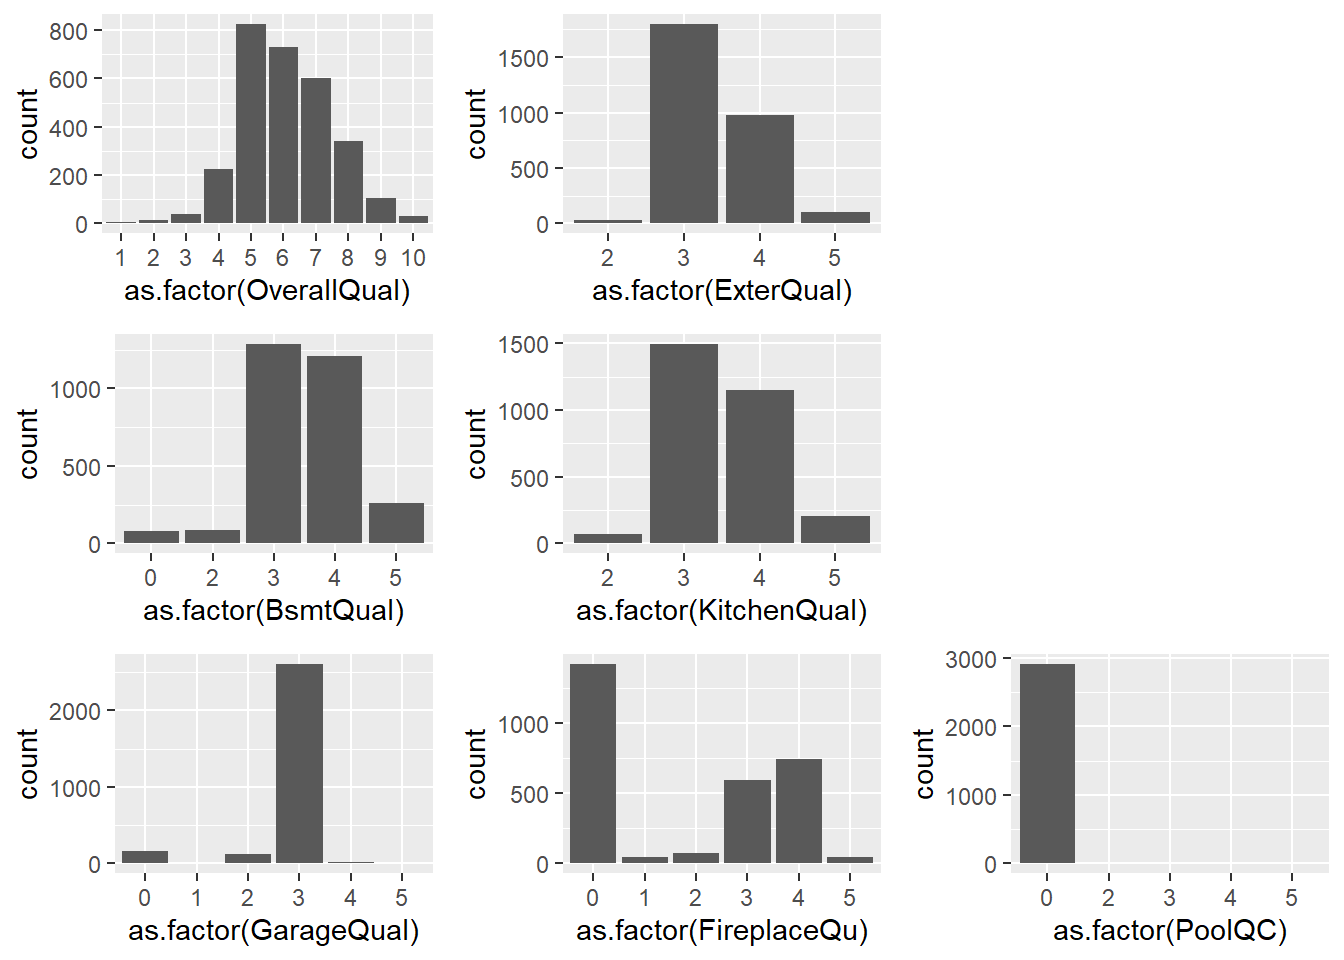 800
600
400
200
0
count
1 2 3 4 5 6 7 8 9 10
as.factor(OverallQual)
1500
1000
500
0
count
2 3 4 5
as.factor(ExterQual)
1000
500
0
count
0 2 3 4 5
as.factor(BsmtQual)
1500
1000
500
0
count
2 3 4 5
as.factor(KitchenQual)
2000
1000
0
count
0 1 2 3 4 5
as.factor(GarageQual)
1000
500
0
count
0 1 2 3 4 5
as.factor(FireplaceQu)
3000
2000
1000
0
count
0 2 3 4 5
as.factor(PoolQC)